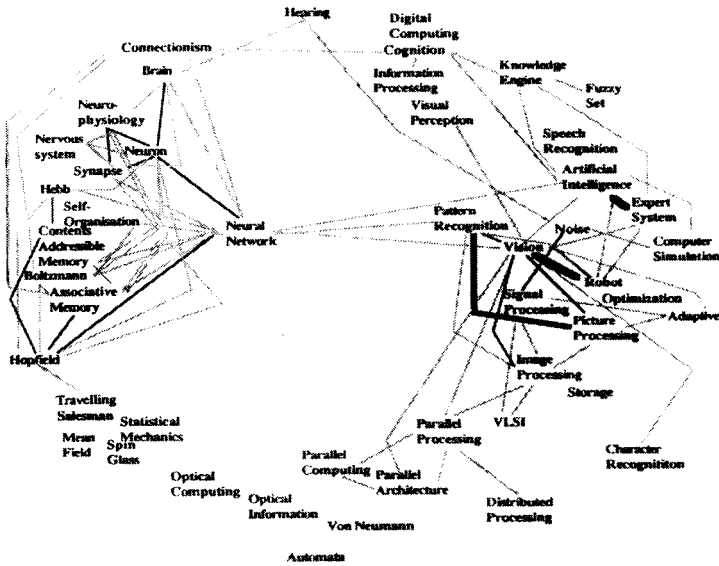 Hearing
Digital
Computing
Cognition
Connectionism
Brain
Information
Processing
Knowledge
Engine
Fuzzy
Set
Visual
Perception
Neuro-
physiology
Nervous
system
Neuron
Synapse
Speech
Recognition
Artificial
Intelligence
Hebb
Self-
Organisation
Expert
System
Contents
Addressible
Memory
Boltzmann
Associative
Memory
Neural
Network
Pattern
Recognition
Noise
Vision
Computer
Simulation
Robot
Signal
Processing
Optimization
Adaptive
Picture
Processing
Hopfield
Image
Processing
Storage
Travelling
Salesman
Statistical
Mechanics
Mean
Field
Spin
Glass
Parallel
Processing
VLSI
Character
Recognititon
Parallel
Computing
Optical
Computing
Parallel
Architecture
Optical
Information
Distributed
Processing
Von Neumann
Automata